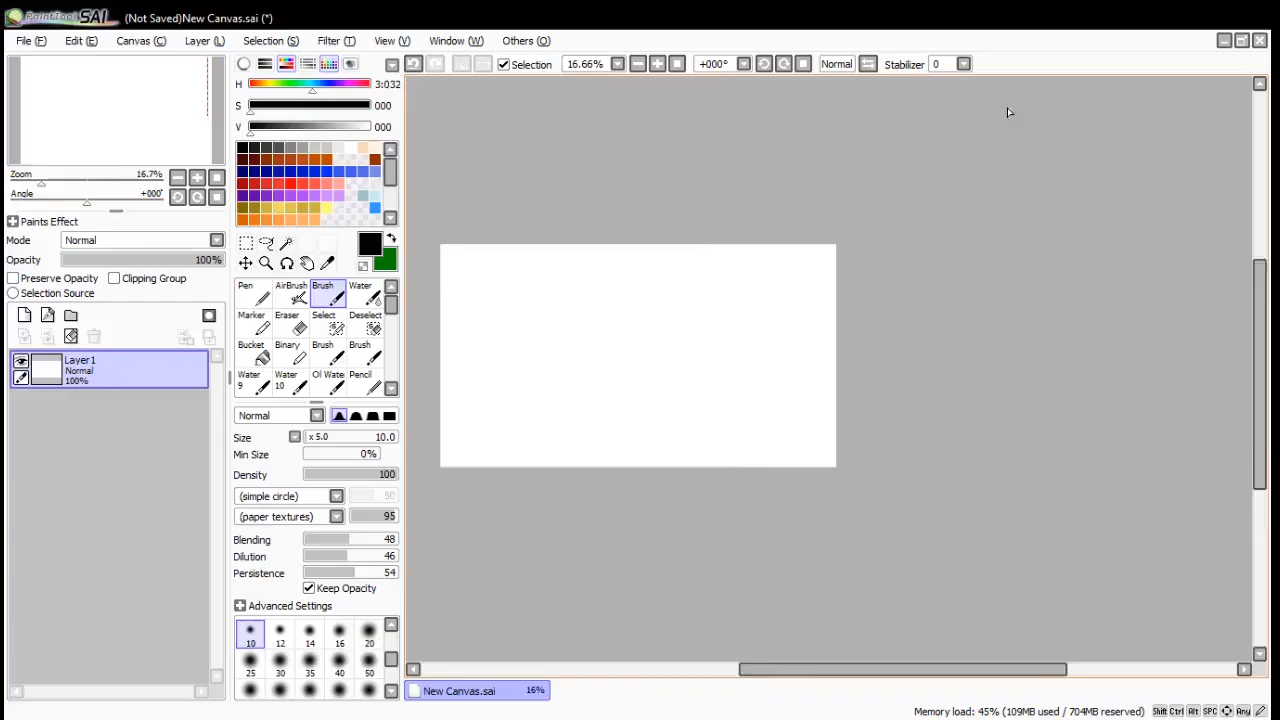 PaintTool SAI (Not Saved)New Canvas.sai (*)
File (F) Edit (E) Canvas (C) Layer (L) Selection (S) Filter (T) View (V) Window (W) Others (O)
Selection 16.66% +000° Normal Stabilizer 0
H 3:032
S 000
V 000
Zoom 16.7%
Angle +000°
Paints Effect
Mode Normal
Opacity 100%
Preserve Opacity Clipping Group
Selection Source
Layer1
Normal
100%
Pen AirBrush Brush Water
Marker Eraser Select Deselect
Bucket Binary Brush Brush
Water 9 Water 10 Oil Wate Pencil
Normal
Size x 5.0 10.0
Min Size 0%
Density 100
(simple circle) 50
(paper textures) 95
Blending 48
Dilution 46
Persistence 54
Keep Opacity
Advanced Settings
10 12 14 16 20
25 30 35 40 50
New Canvas.sai 16%
Memory load: 45% (109MB used / 704MB reserved) Shift Ctrl Alt SPC Any